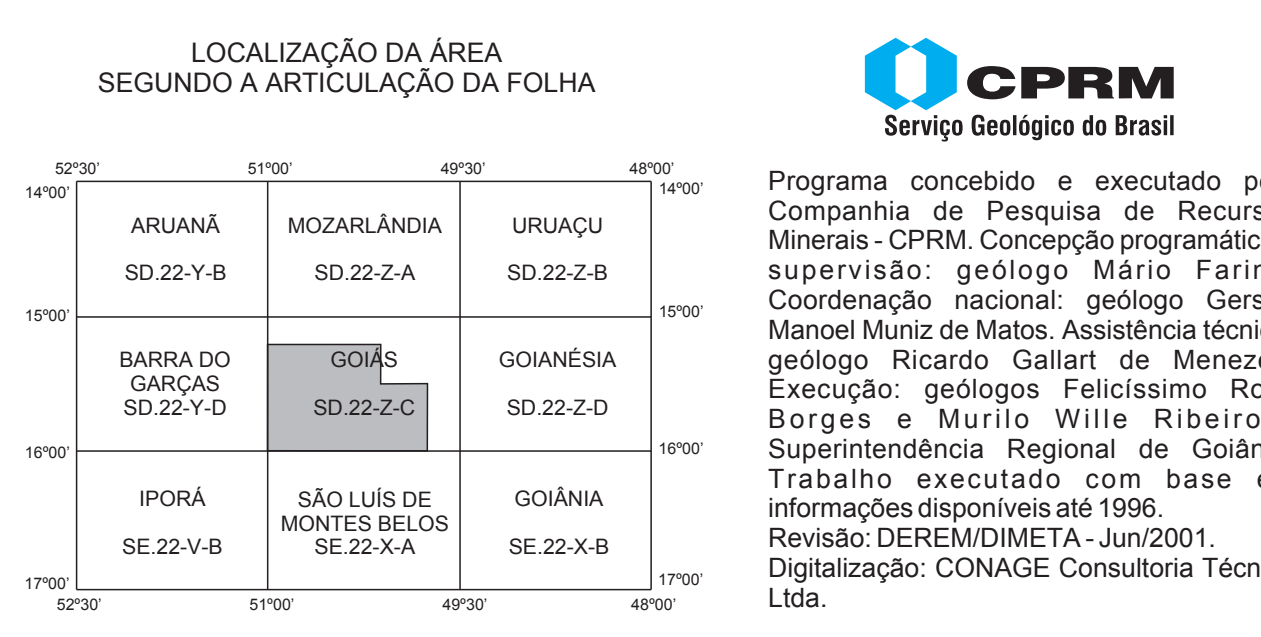 LOCALIZAÇÃO DA ÁREA
SEGUNDO A ARTICULAÇÃO DA FOLHA
52º30’ 51º00’ 49º30’ 48º00’
14º00’ 14º00’
ARUANÃ MOZARLÂNDIA URUAÇU
SD.22-Y-B SD.22-Z-A SD.22-Z-B
15º00’ 15º00’
BARRA DO GOIÁS GOIANÉSIA
GARÇAS
SD.22-Y-D SD.22-Z-C SD.22-Z-D
16º00’ 16º00’
IPORÁ SÃO LUÍS DE GOIÂNIA
MONTES BELOS
SE.22-V-B SE.22-X-A SE.22-X-B
17º00’ 17º00’
52º30’ 51º00’ 49º30’ 48º00’
CPRM
Serviço Geológico do Brasil
Programa concebido e executado
Companhia de Pesquisa de
Minerais - CPRM. Concepção
supervisão: geólogo Mário
Coordenação nacional: geólogo
Manoel Muniz de Matos. Assistência
geólogo Ricardo Gallart de
Execução: geólogos Felicíssimo
Borges e Murilo Wille Ribeiro
Superintendência Regional de
Trabalho executado com base
informações disponíveis até 1996.
Revisão: DEREM/DIMETA - Jun/2001.
Digitalização: CONAGE Consultoria
Ltda.